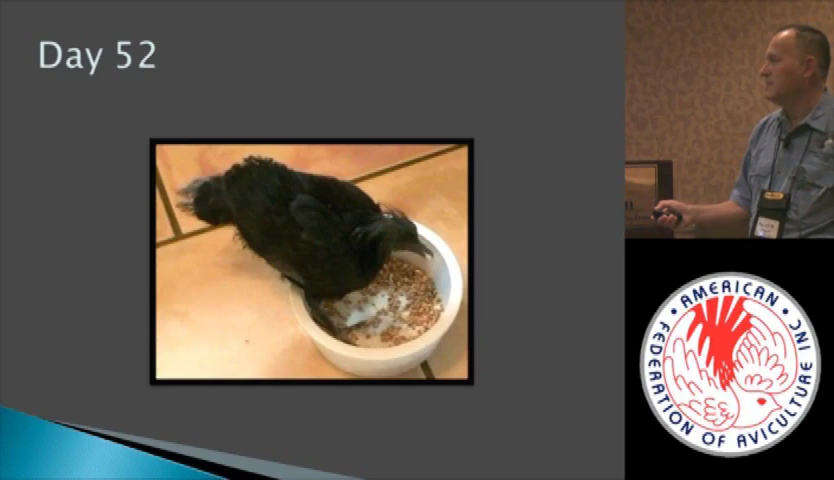 Day 52
AMERICAN
FEDERATION OF AVICULTURE INC